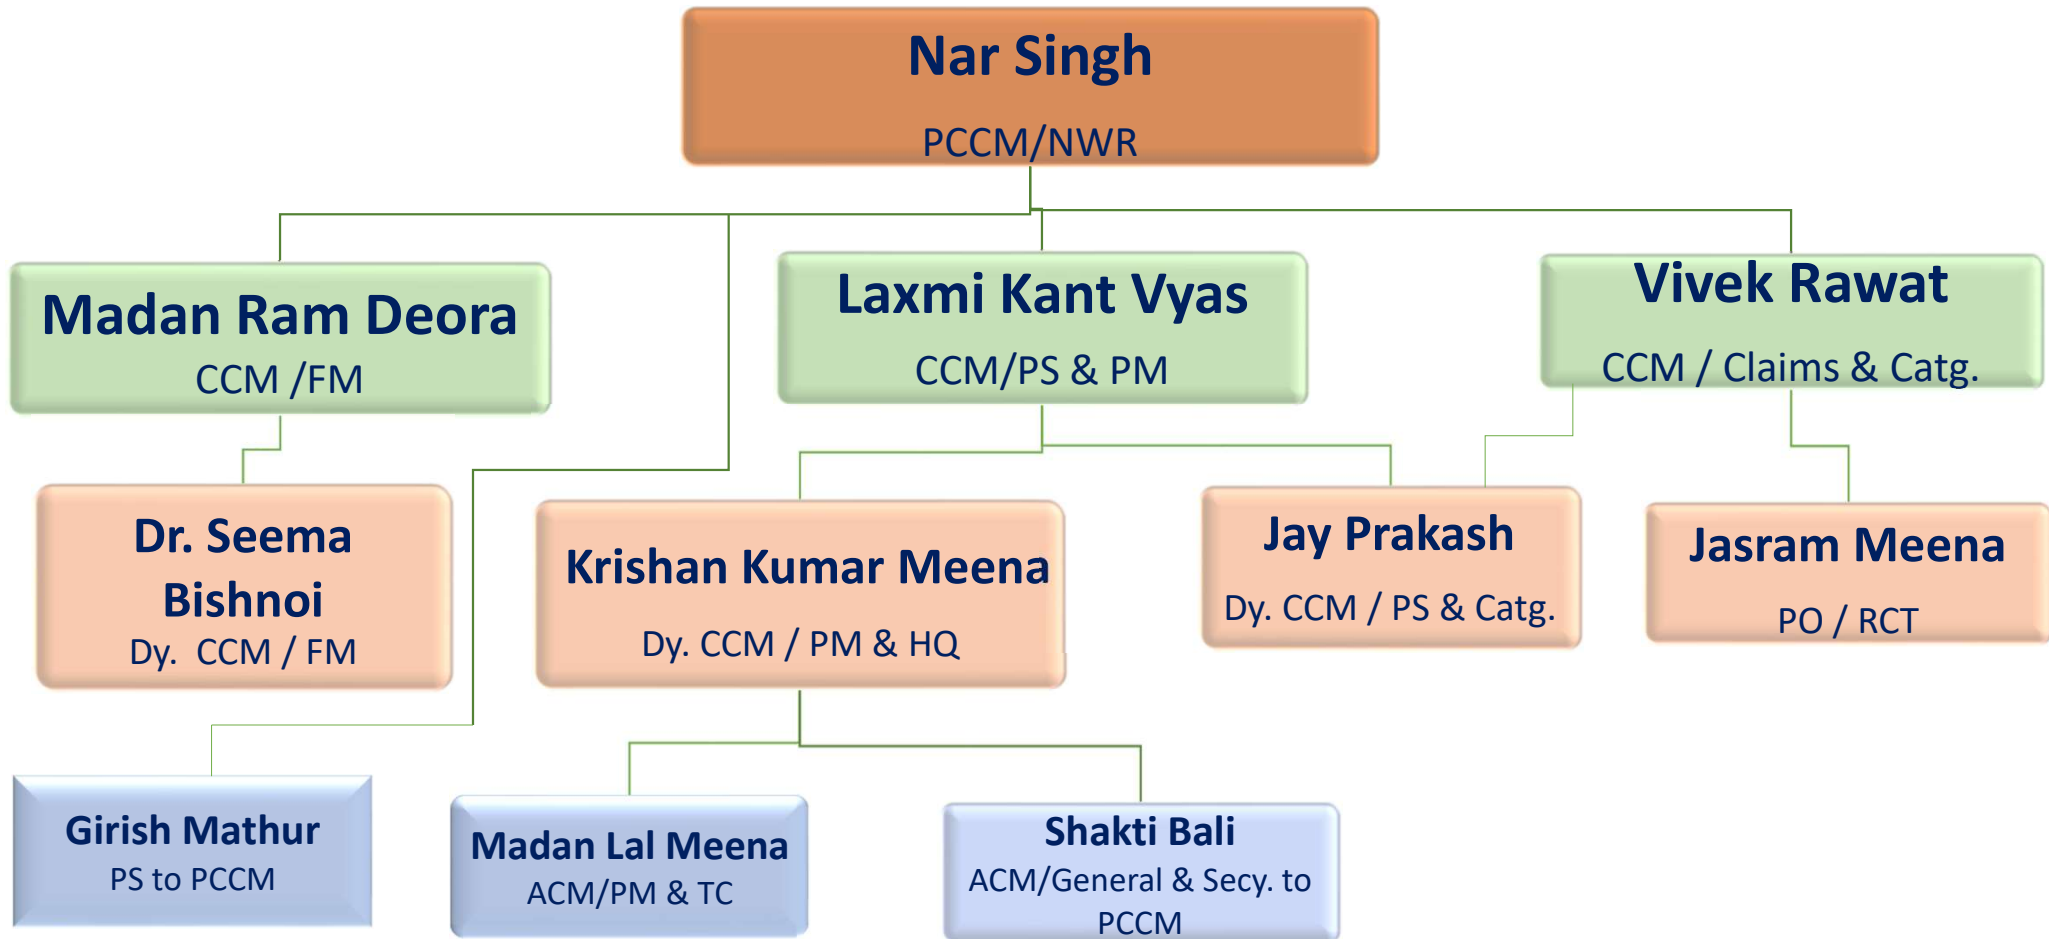 Nar Singh
PCCM/NWR
Madan Ram Deora
CCM /FM
Laxmi Kant Vyas
CCM/PS & PM
Vivek Rawat
CCM / Claims & Catg.
Dr. Seema
Bishnoi
Dy. CCM / FM
Krishan Kumar Meena
Dy. CCM / PM & HQ
Jay Prakash
Dy. CCM / PS & Catg.
Jasram Meena
PO / RCT
Girish Mathur
PS to PCCM
Madan Lal Meena
ACM/PM & TC
Shakti Bali
ACM/General & Secy. to
PCCM